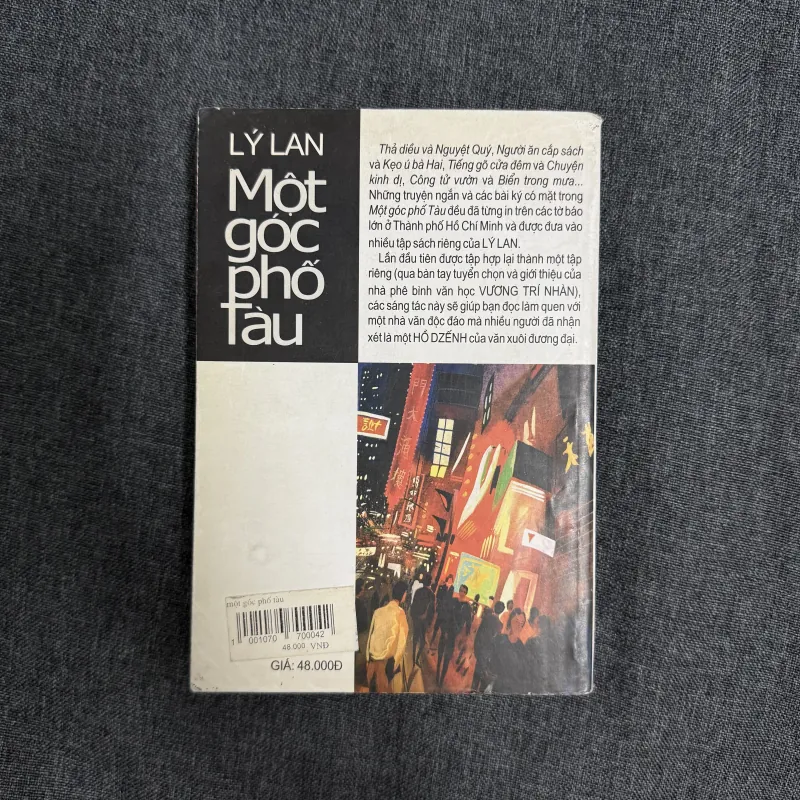 LÝ LAN
Một
góc
phố
Tàu
Thả diều và Nguyệt Quý, Người ăn cắp sách
và Kẹo ú bà Hai, Tiếng gõ cửa đêm và Chuyện
kinh dị, Công tử vườn và Biển trong mưa...
Những truyện ngắn và các bài ký có mặt trong
Một góc phố Tàu đều đã từng in trên các tờ báo
lớn ở Thành phố Hồ Chí Minh và được đưa vào
nhiều tập sách riêng của LÝ LAN.
Lần đầu tiên được tập hợp lại thành một tập
riêng (qua bàn tay tuyển chọn và giới thiệu của
nhà phê bình văn học VƯƠNG TRÍ NHÀN),
các sáng tác này sẽ giúp bạn đọc làm quen với
một nhà văn độc đáo mà nhiều người đã nhận
xét là một HỒ DZẾNH của văn xuôi đương đại.
một góc phố tàu
1 001070 700042
48.000 VNĐ
GIÁ: 48.000Đ